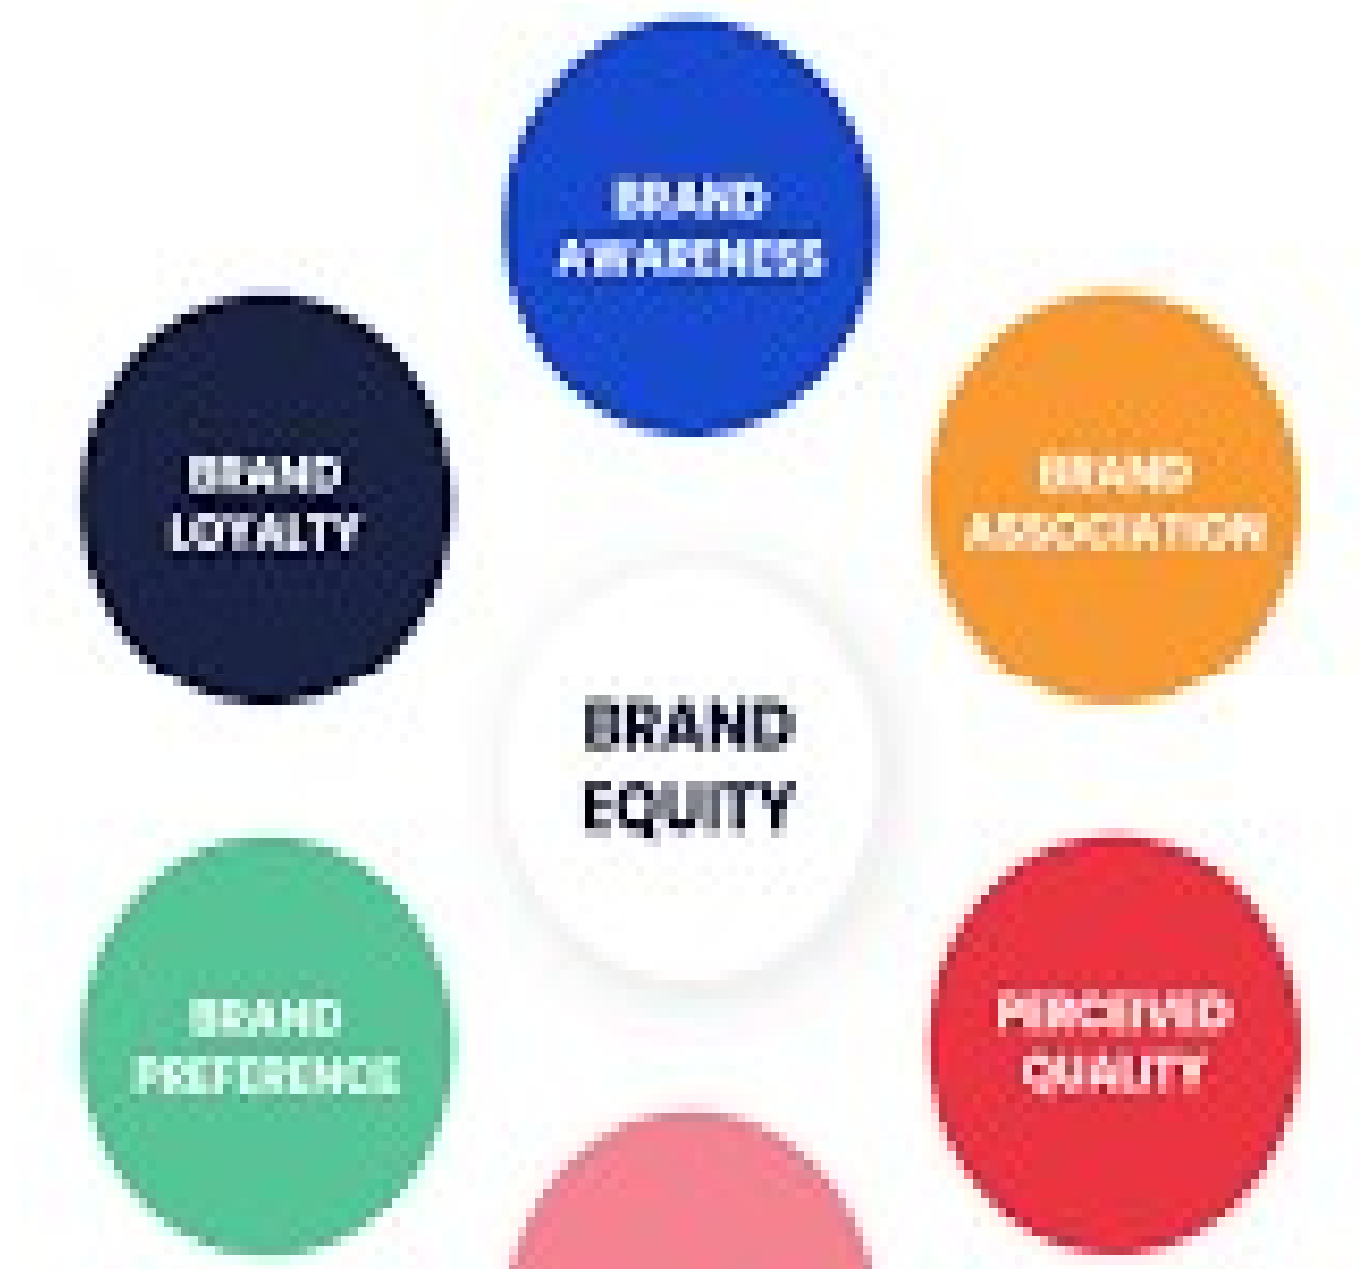 BRAND
AWARENESS
BRAND
LOYALTY
BRAND
ASSOCIATION
BRAND
EQUITY
BRAND
PREFERENCE
PERCEIVED
QUALITY